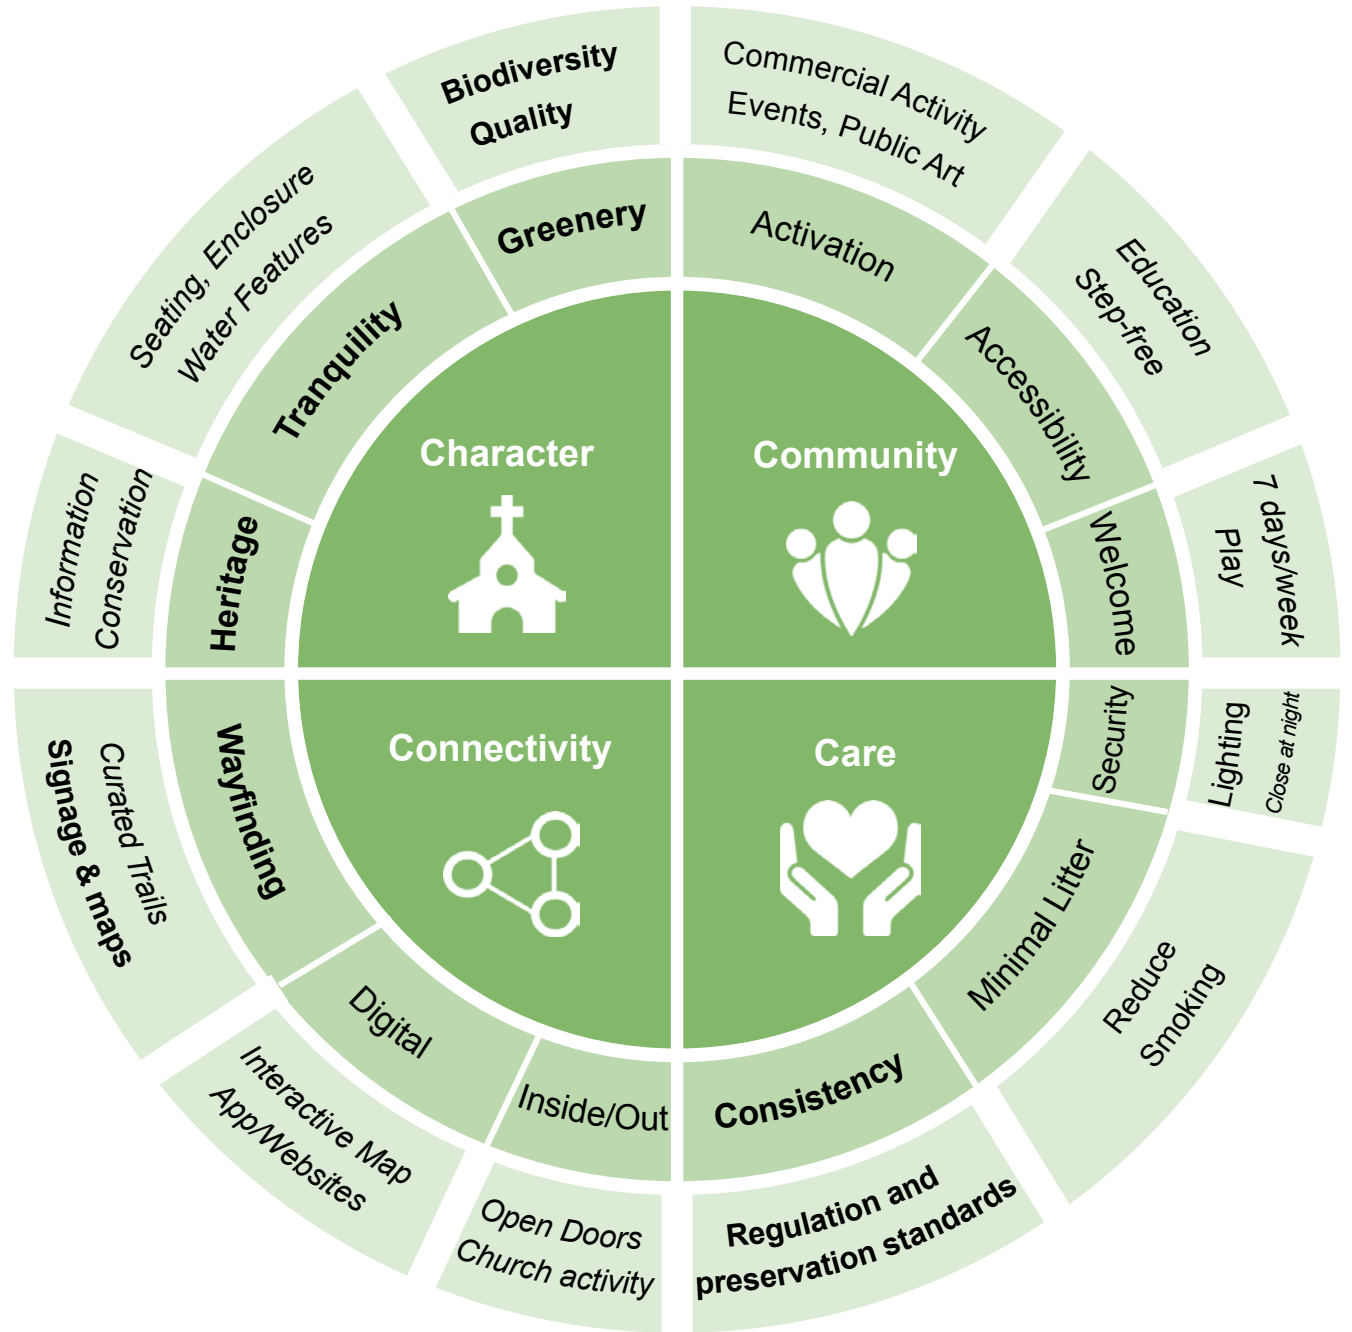 Character
Community
Connectivity
Care
Greenery
Biodiversity
Quality
Tranquility
Seating, Enclosure
Water Features
Heritage
Information
Conservation
Activation
Commercial Activity
Events, Public Art
Accessibility
Education
Step-free
Welcome
7 days/week
Play
Security
Lighting
Close at night
Minimal Litter
Reduce
Smoking
Consistency
Regulation and
preservation standards
Inside/Out
Open Doors
Church activity
Digital
Interactive Map
App/Websites
Wayfinding
Curated Trails
Signage & maps